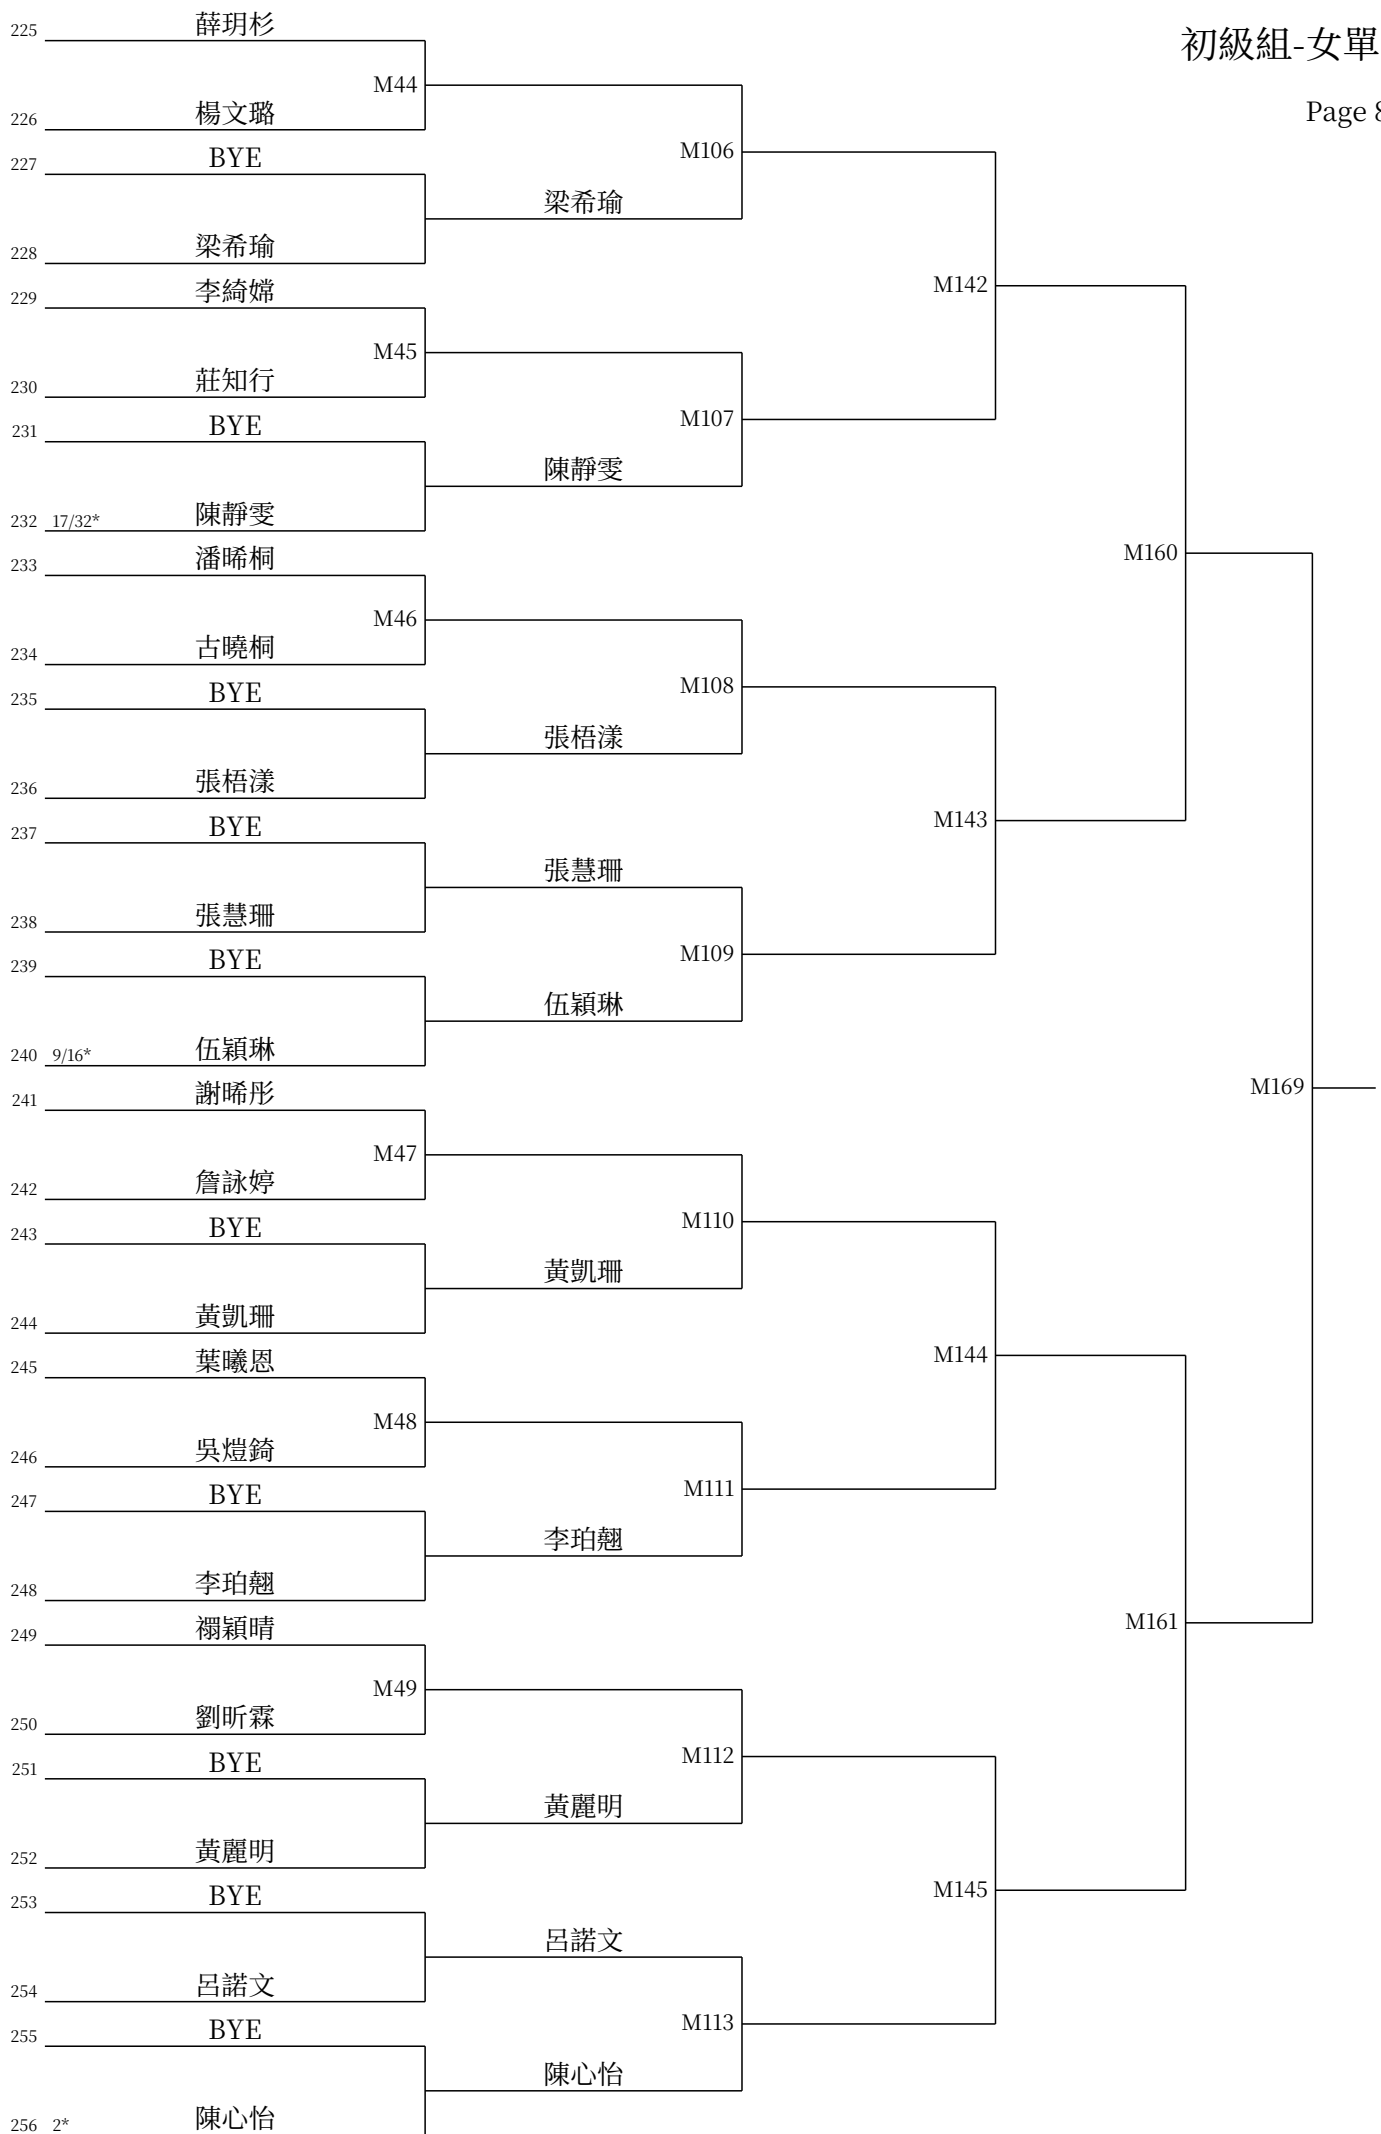 初級組-女單
Page 8
225 薛玥杉
M44
226 楊文璐
M106
227 BYE
梁希瑜
228 梁希瑜
M142
229 李綺嫦
M45
230 莊知行
M107
231 BYE
陳靜雯
232 17/32* 陳靜雯
M160
233 潘晞桐
M46
234 古曉桐
M108
235 BYE
張梧漾
236 張梧漾
M143
237 BYE
張慧珊
238 張慧珊
M109
239 BYE
伍穎琳
240 9/16* 伍穎琳
M169
241 謝晞彤
M47
242 詹詠婷
M110
243 BYE
黃凱珊
244 黃凱珊
M144
245 葉曦恩
M48
246 吳愷錡
M111
247 BYE
李珀翹
248 李珀翹
M161
249 禤穎晴
M49
250 劉昕霖
M112
251 BYE
黃麗明
252 黃麗明
M145
253 BYE
呂諾文
254 呂諾文
M113
255 BYE
陳心怡
256 2* 陳心怡